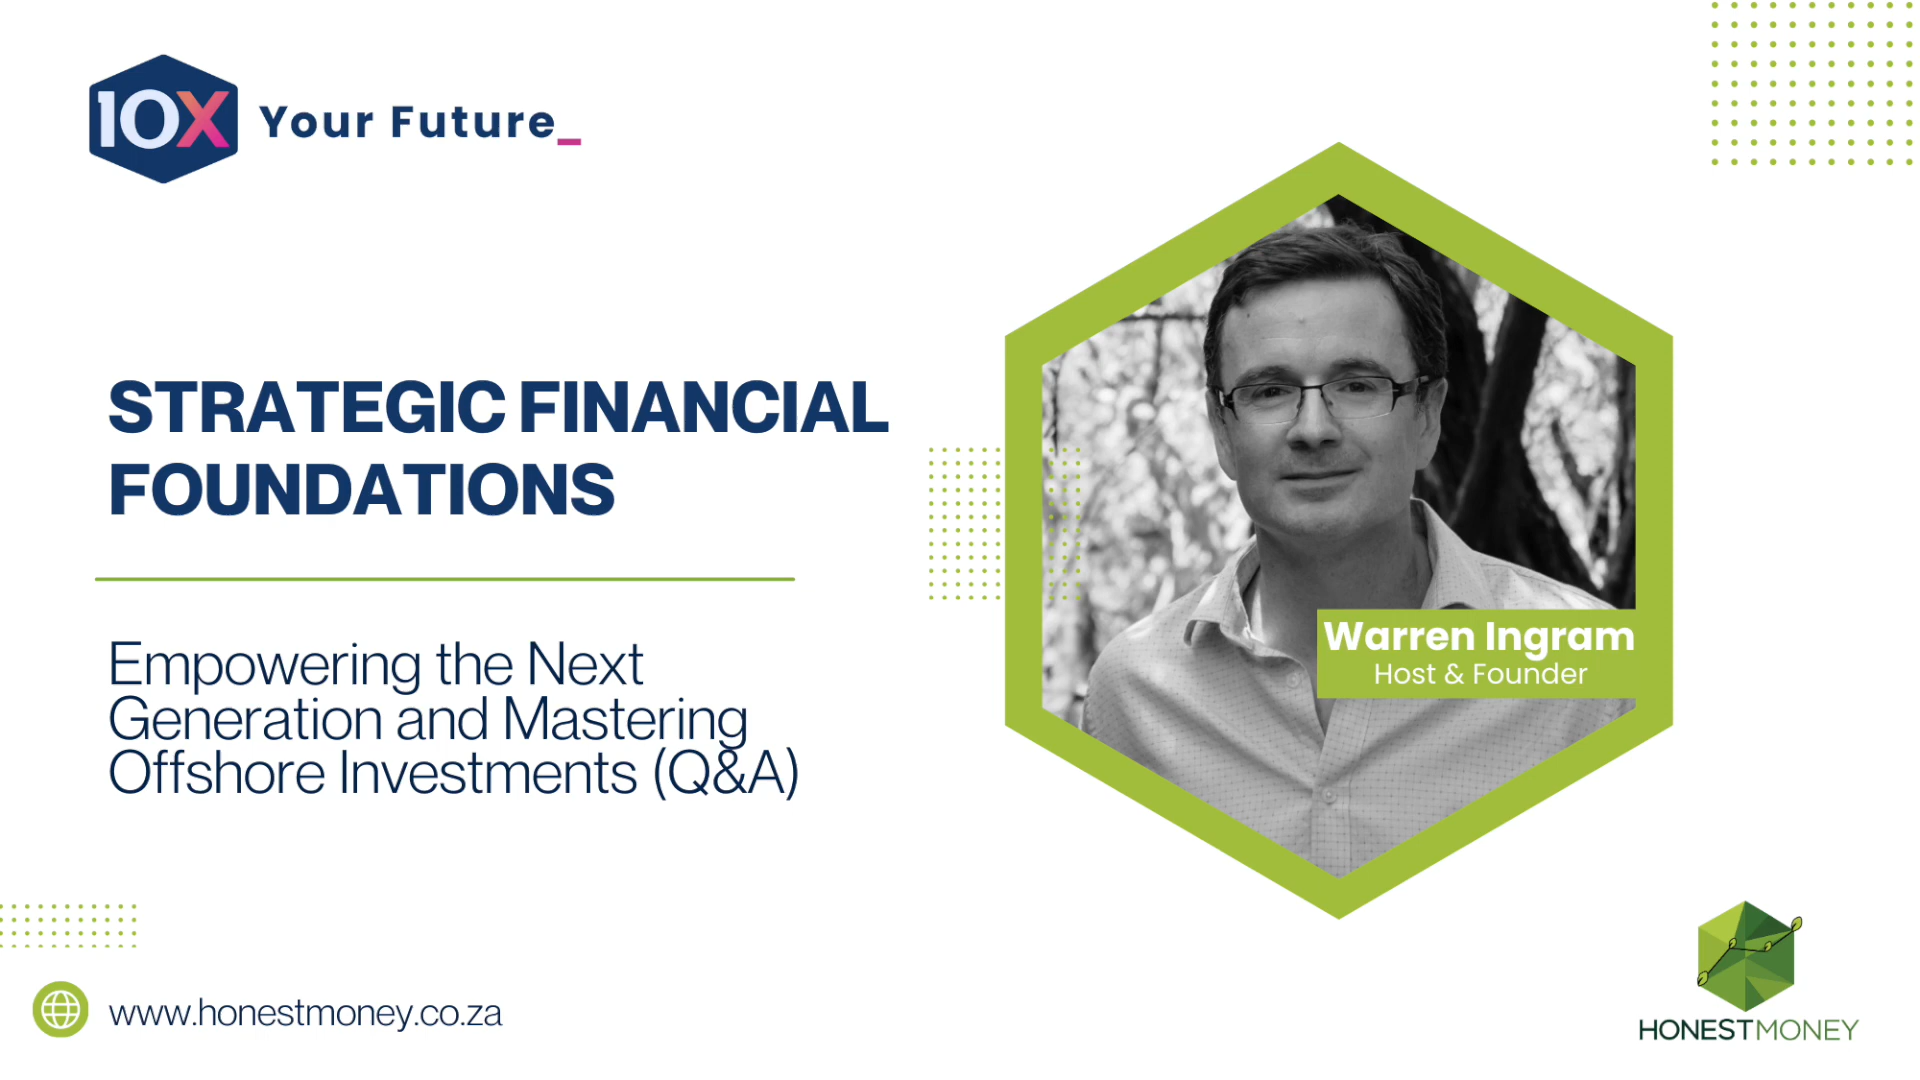 10X Your Future_
STRATEGIC FINANCIAL
FOUNDATIONS
Empowering the Next
Generation and Mastering
Offshore Investments (Q&A)
Warren Ingram
Host & Founder
www.honestmoney.co.za
HONESTMONEY